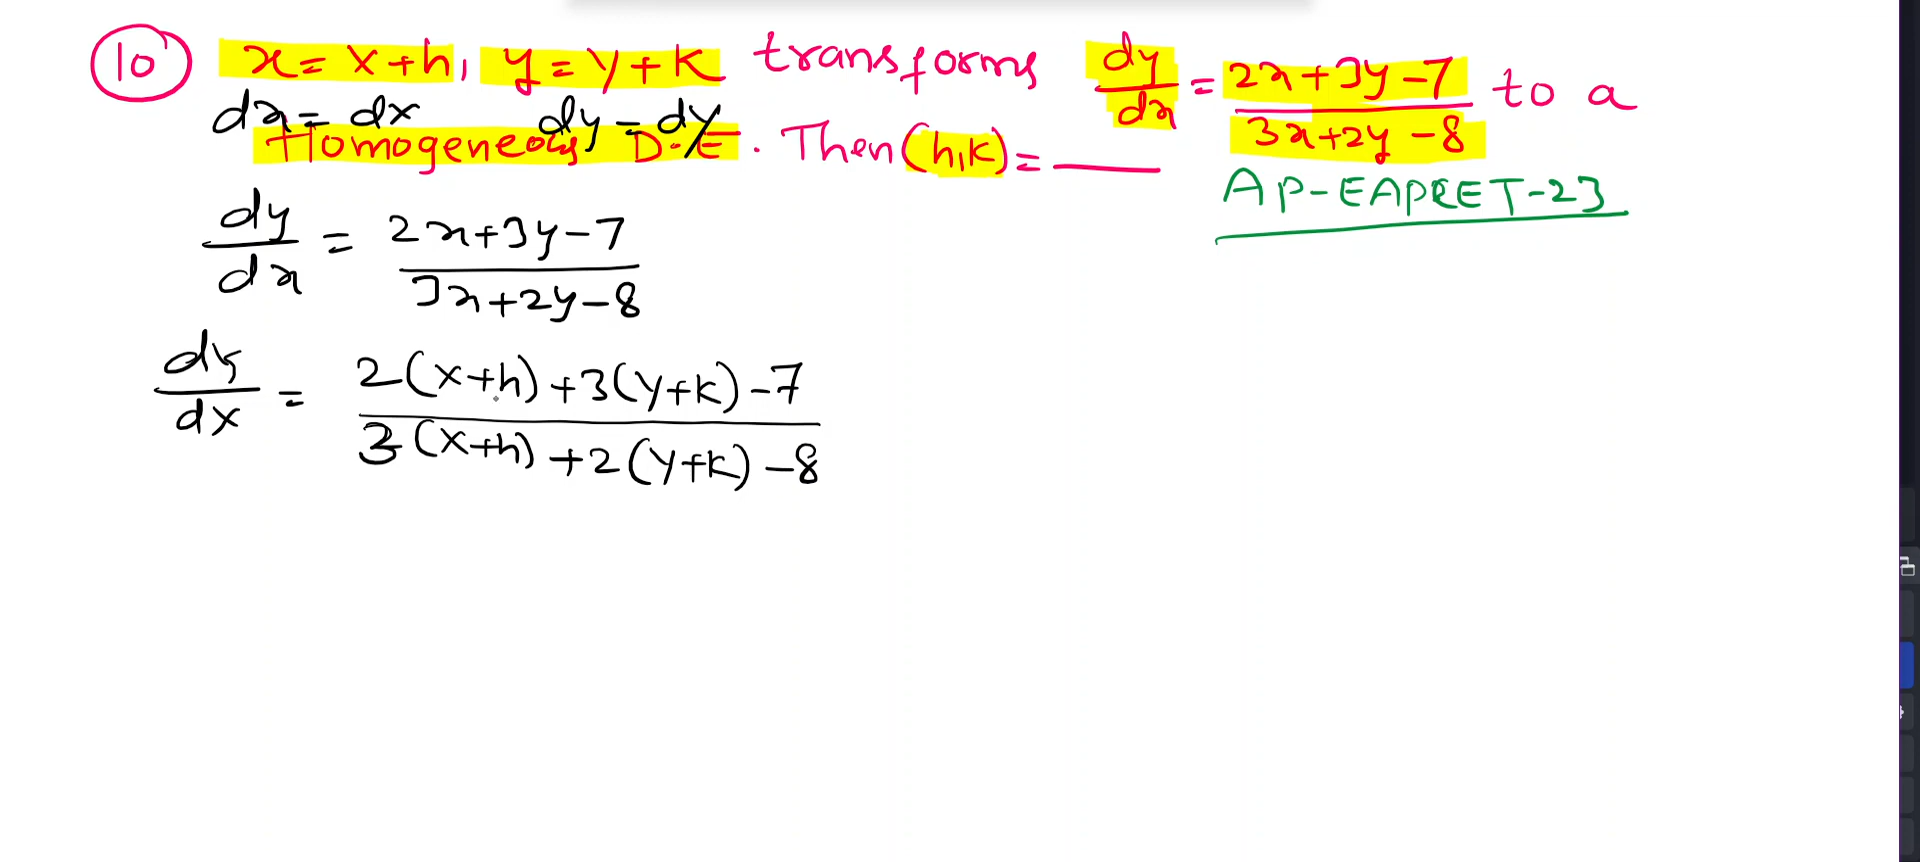 10 x = X + h, y = Y + K transforms dy/dx = (2x + 3y - 7)/(3x + 2y - 8) to a
dx = dX dy = dY
Homogeneous D.E. Then (h, K) = ____
AP-EAPCET-23
dy/dx = (2x + 3y - 7)/(3x + 2y - 8)
dY/dX = (2(X + h) + 3(Y + K) - 7)/(3(X + h) + 2(Y + K) - 8)